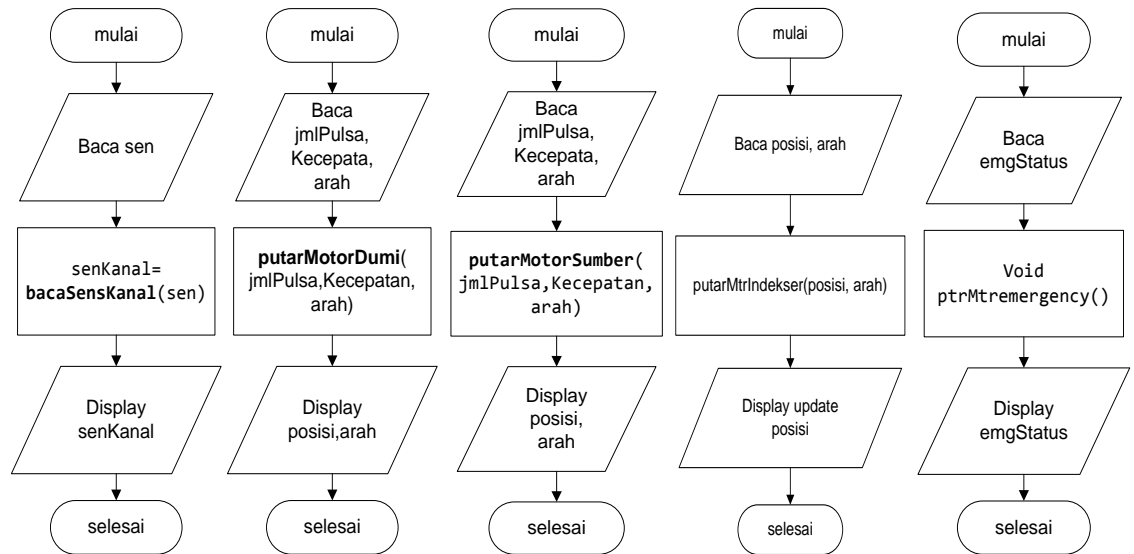 mulai
Baca sen
senKanal=
bacaSensKanal(sen)
Display
senKanal
selesai
mulai
Baca
jmlPulsa,
Kecepata,
arah
putarMotorDumi(
jmlPulsa,Kecepatan,
arah)
Display
posisi,arah
selesai
mulai
Baca
jmlPulsa,
Kecepata,
arah
putarMotorSumber(
jmlPulsa,Kecepatan,
arah)
Display
posisi,
arah
selesai
mulai
Baca posisi, arah
putarMtrIndekser(posisi, arah)
Display update
posisi
selesai
mulai
Baca
emgStatus
Void
ptrMtremergency()
Display
emgStatus
selesai